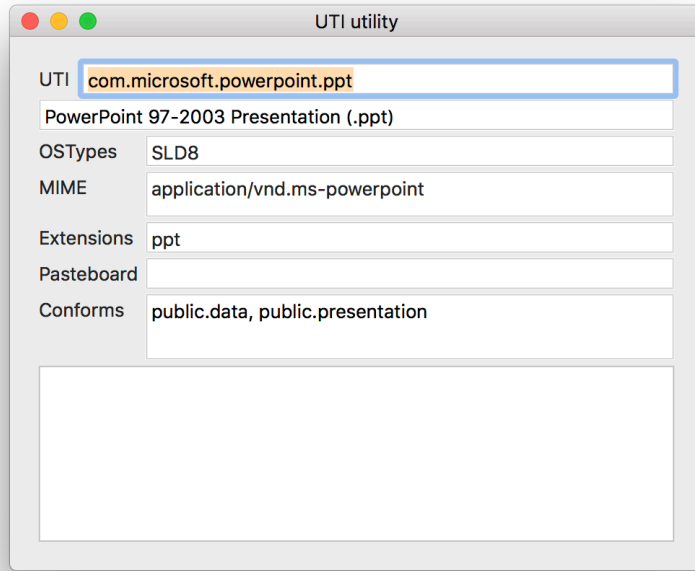 UTI utility
UTI com.microsoft.powerpoint.ppt
PowerPoint 97-2003 Presentation (.ppt)
OSTypes SLD8
MIME application/vnd.ms-powerpoint
Extensions ppt
Pasteboard
Conforms public.data, public.presentation